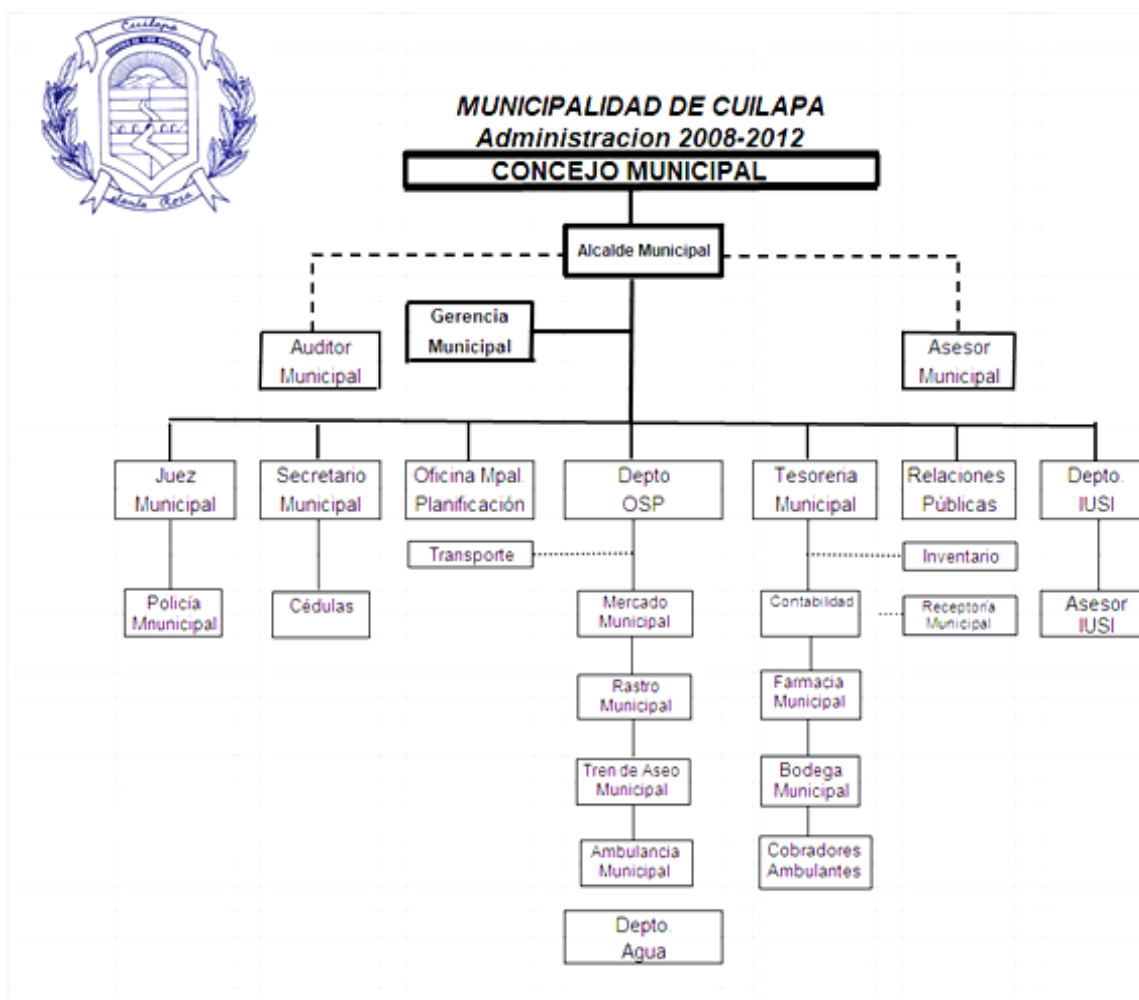 Cuilapa
MUNICIPALIDAD DE CUILAPA
Administracion 2008-2012
CONCEJO MUNICIPAL
Santa Rosa
Alcalde Municipal
Gerencia
Municipal
Auditor
Municipal
Asesor
Municipal
Juez
Municipal
Secretario
Municipal
Oficina Mpal.
Planificación
Depto
OSP
Tesoreria
Municipal
Relaciones
Públicas
Depto.
IUSI
Transporte
Inventario
Policía
Mnunicipal
Cédulas
Mercado
Municipal
Contabilidad
Receptoría
Municipal
Asesor
IUSI
Rastro
Municipal
Farmacia
Municipal
Tren de Aseo
Municipal
Bodega
Municipal
Ambulancia
Municipal
Cobradores
Ambulantes
Depto.
Agua